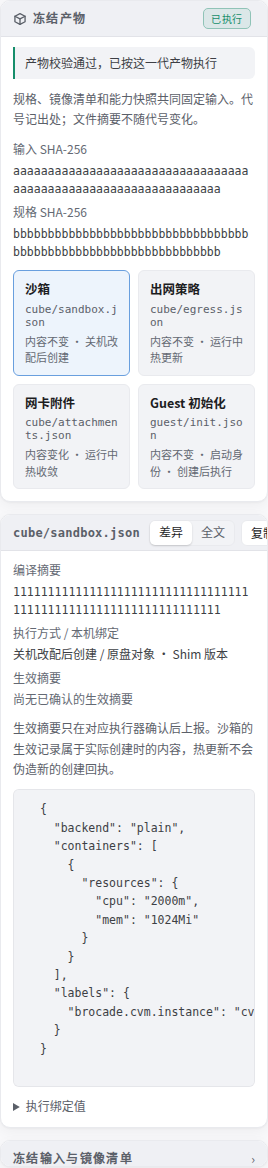 冻结产物
已执行
产物校验通过，已按这一代产物执行
规格、镜像清单和能力快照共同固定输入。代
号记出处；文件摘要不随代号变化。
输入 SHA-256
aaaaaaaaaaaaaaaaaaaaaaaaaaaaaaaaaa
aaaaaaaaaaaaaaaaaaaaaaaaaaaaaa
规格 SHA-256
bbbbbbbbbbbbbbbbbbbbbbbbbbbbbbbbbb
bbbbbbbbbbbbbbbbbbbbbbbbbbbbbb
沙箱
cube/sandbox.j
son
内容不变 · 关机改
配后创建
出网策略
cube/egress.js
on
内容不变 · 运行中
热更新
网卡附件
cube/attachmen
ts.json
内容变化 · 运行中
热收敛
Guest 初始化
guest/init.jso
n
内容不变 · 启动身
份 · 创建后执行
cube/sandbox.json
差异
全文
复制
编译摘要
1111111111111111111111111111111111
111111111111111111111111111111
执行方式 / 本机绑定
关机改配后创建 / 原盘对象 · Shim 版本
生效摘要
尚无已确认的生效摘要
生效摘要只在对应执行器确认后上报。沙箱的
生效记录属于实际创建时的内容，热更新不会
伪造新的创建回执。
{
"backend": "plain",
"containers": [
{
"resources": {
"cpu": "2000m",
"mem": "1024Mi"
}
}
],
"labels": {
"brocade.cvm.instance": "cv
}
}
执行绑定值
冻结输入与镜像清单